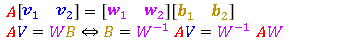 A[v₁ v₂] = [w₁ w₂][b₁ b₂]
AV = WB ⇔ B = W⁻¹ AV = W⁻¹ AW